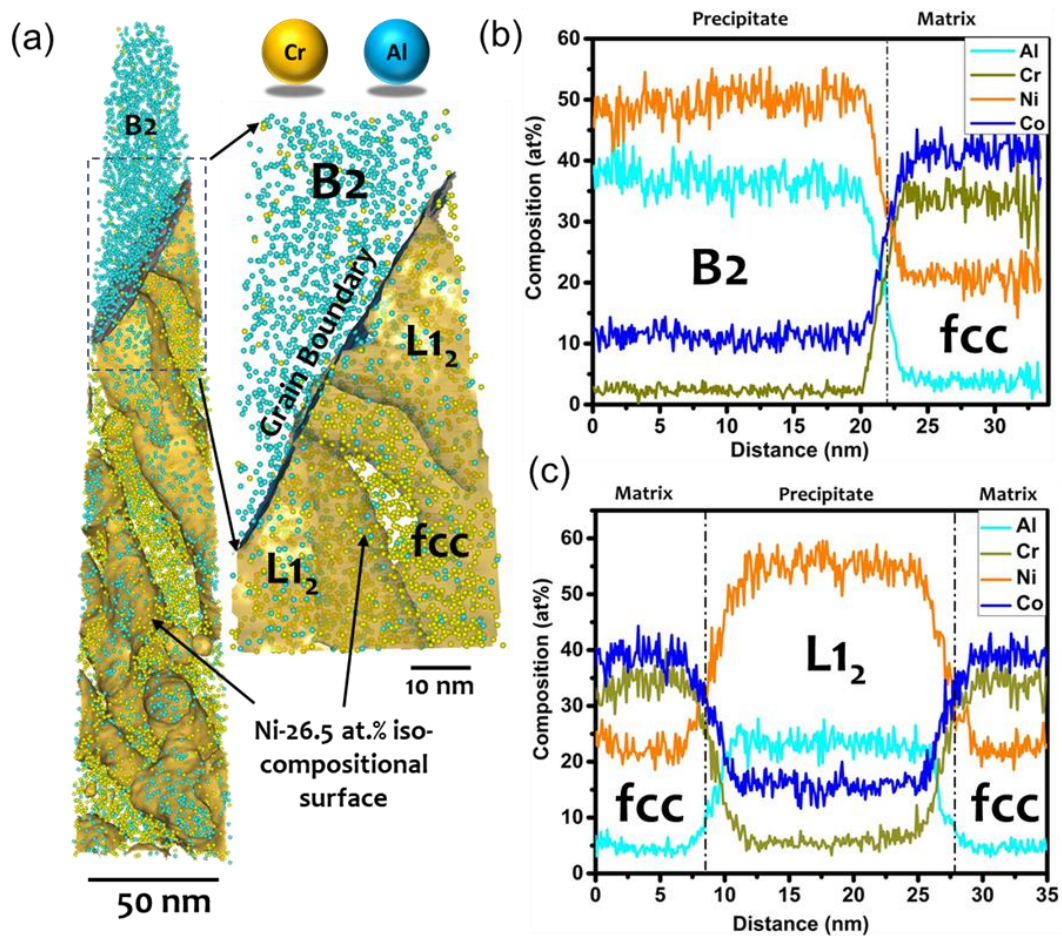 (a)
Cr
Al
B2
B2
Grain Boundary
L1₂
L1₂
fcc
10 nm
Ni-26.5 at.% iso-
compositional
surface
50 nm
(b)
Precipitate
Matrix
60
50
40
30
20
10
0
Composition (at%)
Al
Cr
Ni
Co
B2
fcc
0
5
10
15
20
25
30
Distance (nm)
(c)
Matrix
Precipitate
Matrix
60
50
40
30
20
10
0
Composition (at%)
Al
Cr
Ni
Co
L1₂
fcc
fcc
0
5
10
15
20
25
30
35
Distance (nm)